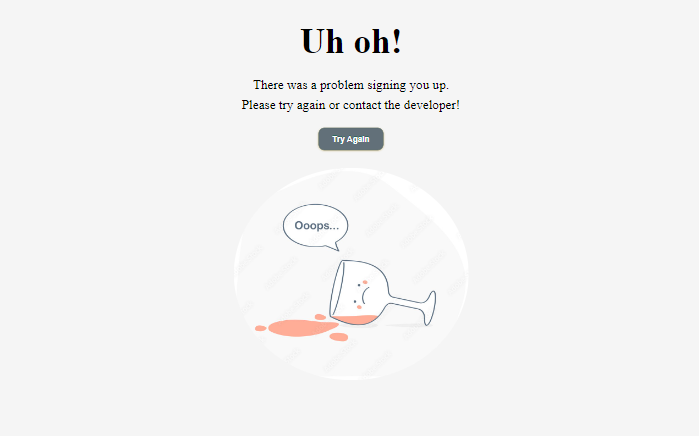 Uh oh!
There was a problem signing you up.
Please try again or contact the developer!
Try Again
Ooops...